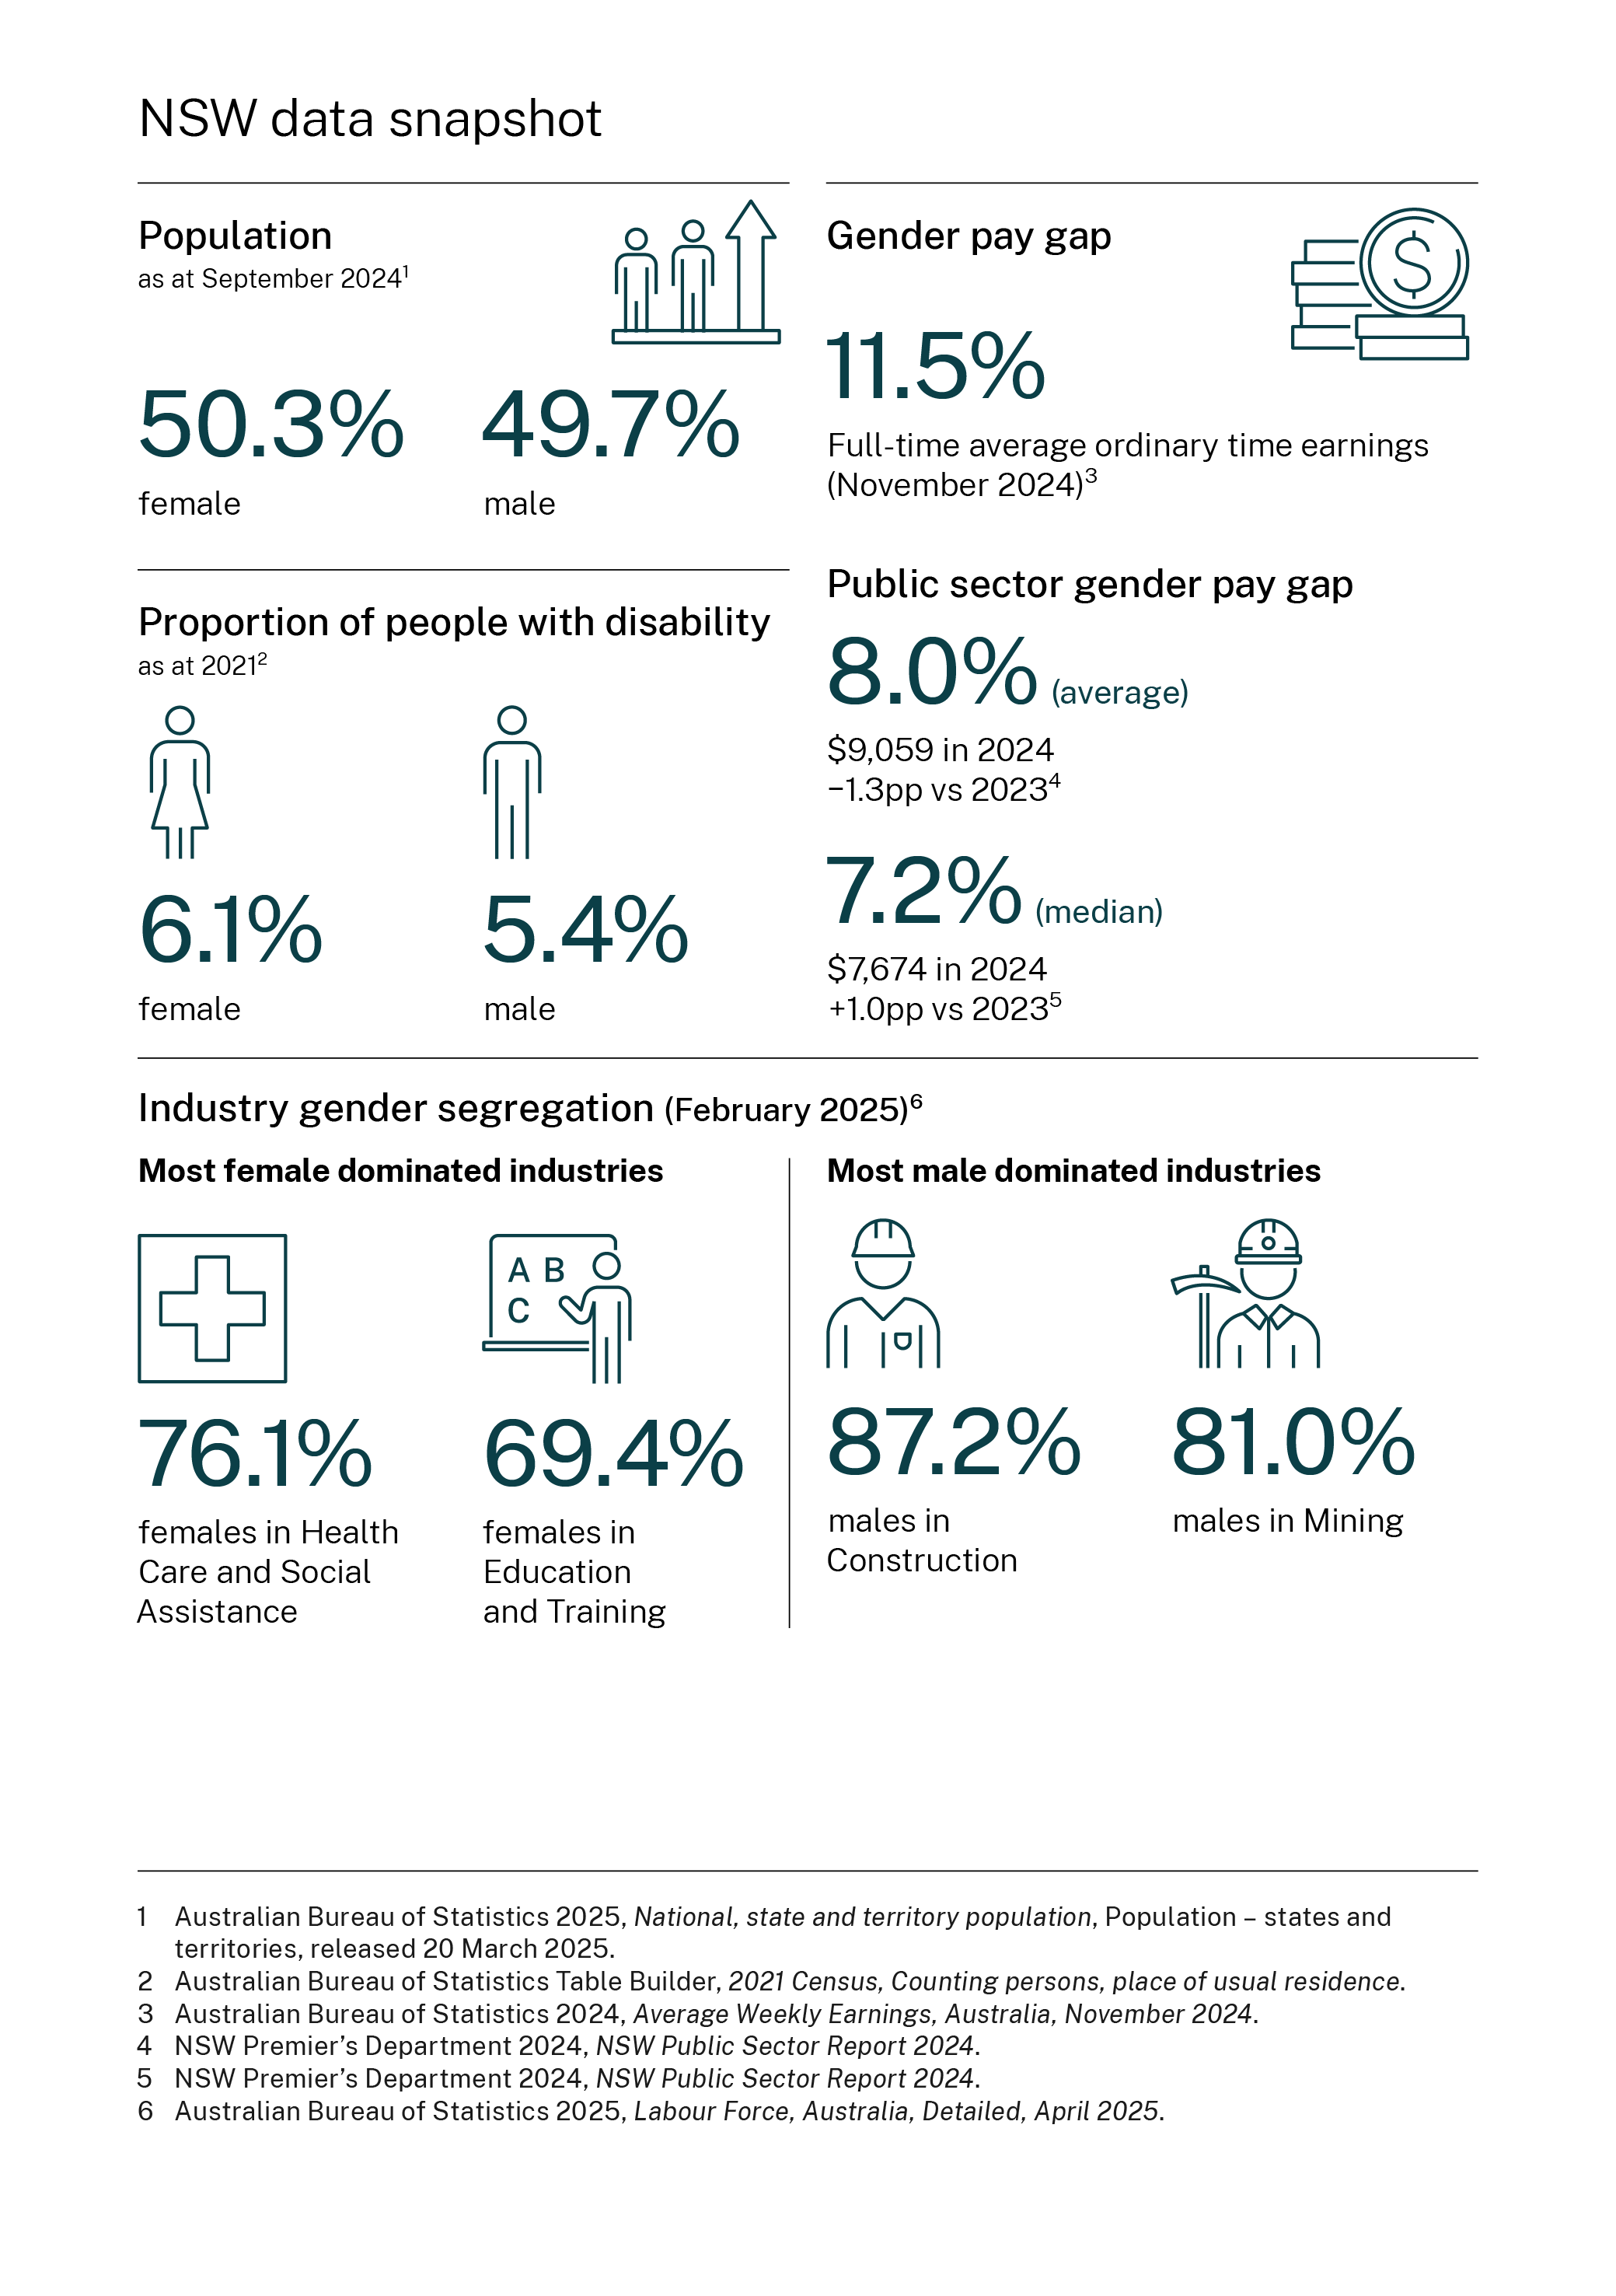 NSW data snapshot
Population
as at September 2024¹
50.3%
female
49.7%
male
Proportion of people with disability
as at 2021²
6.1%
female
5.4%
male
Gender pay gap
11.5%
Full-time average ordinary time earnings
(November 2024)³
Public sector gender pay gap
8.0% (average)
$9,059 in 2024
−1.3pp vs 2023⁴
7.2% (median)
$7,674 in 2024
+1.0pp vs 2023⁵
Industry gender segregation (February 2025)⁶
Most female dominated industries
76.1%
females in Health
Care and Social
Assistance
A B
C
69.4%
females in
Education
and Training
Most male dominated industries
87.2%
males in
Construction
81.0%
males in Mining
1 Australian Bureau of Statistics 2025, National, state and territory population, Population – states and
territories, released 20 March 2025.
2 Australian Bureau of Statistics Table Builder, 2021 Census, Counting persons, place of usual residence.
3 Australian Bureau of Statistics 2024, Average Weekly Earnings, Australia, November 2024.
4 NSW Premier’s Department 2024, NSW Public Sector Report 2024.
5 NSW Premier’s Department 2024, NSW Public Sector Report 2024.
6 Australian Bureau of Statistics 2025, Labour Force, Australia, Detailed, April 2025.